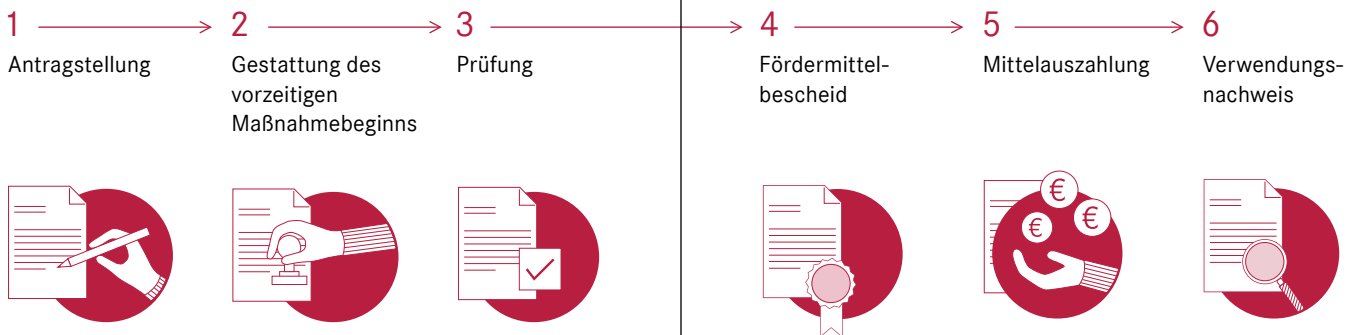 1
Antragstellung
2
Gestattung des
vorzeitigen
Maßnahmebeginns
3
Prüfung
4
Fördermittel-
bescheid
5
Mittelauszahlung
6
Verwendungs-
nachweis
€
€
€